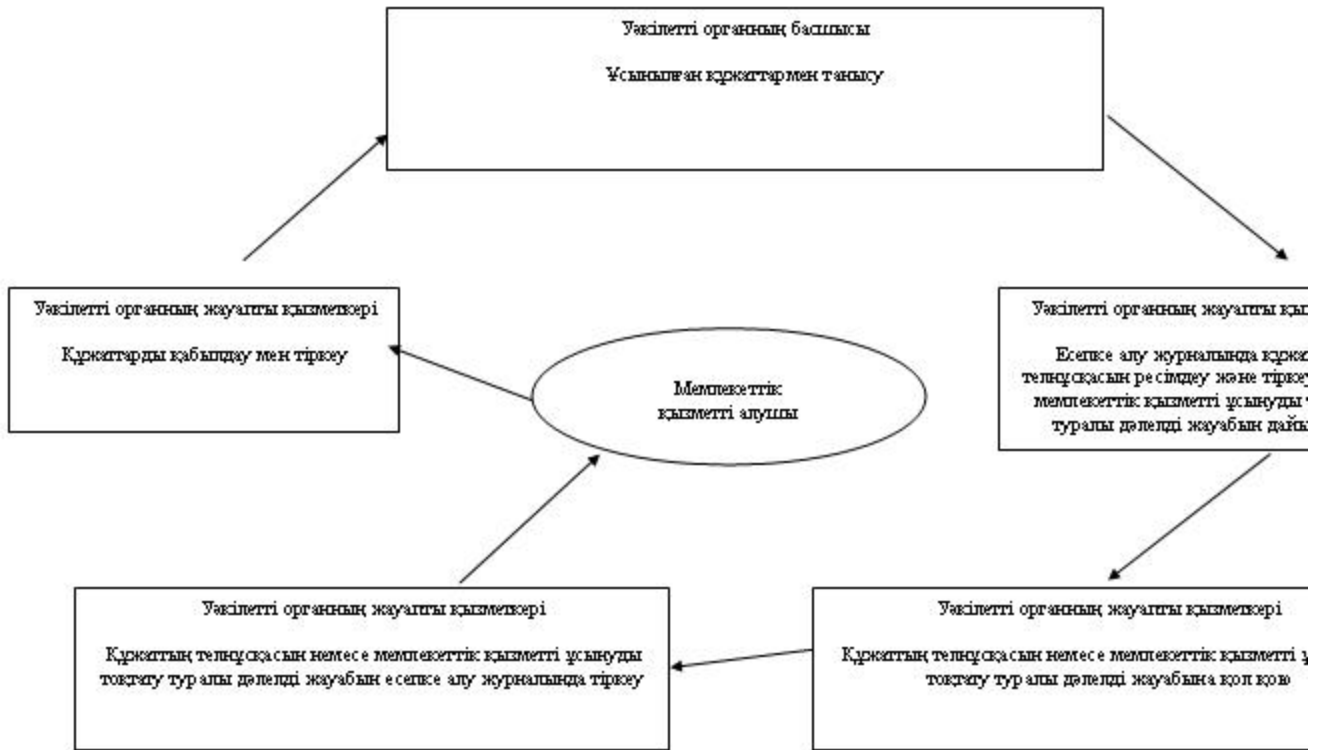 Уәкілетті органның басшысы
Ұсынылған құжаттармен танысу
Уәкілетті органның жауапты қызметкері
Құжаттарды қабылдау мен тіркеу
Мемлекеттік
қызметті алушы
Уәкілетті органның жауапты
Есепке алу журналында
телнұсқасын ресімдеу және
мемлекеттік қызметті ұсынуды
туралы дәлелді жауабын
Уәкілетті органның жауапты қызметкері
Құжаттың телнұсқасын немесе мемлекеттік қызметті ұсынуды
тоқтату туралы дәлелді жауабын есепке алу журналында тіркеу
Уәкілетті органның жауапты қызметкері
Құжаттың телнұсқасын немесе мемлекеттік қызметті
тоқтату туралы дәлелді жауабына қол қою